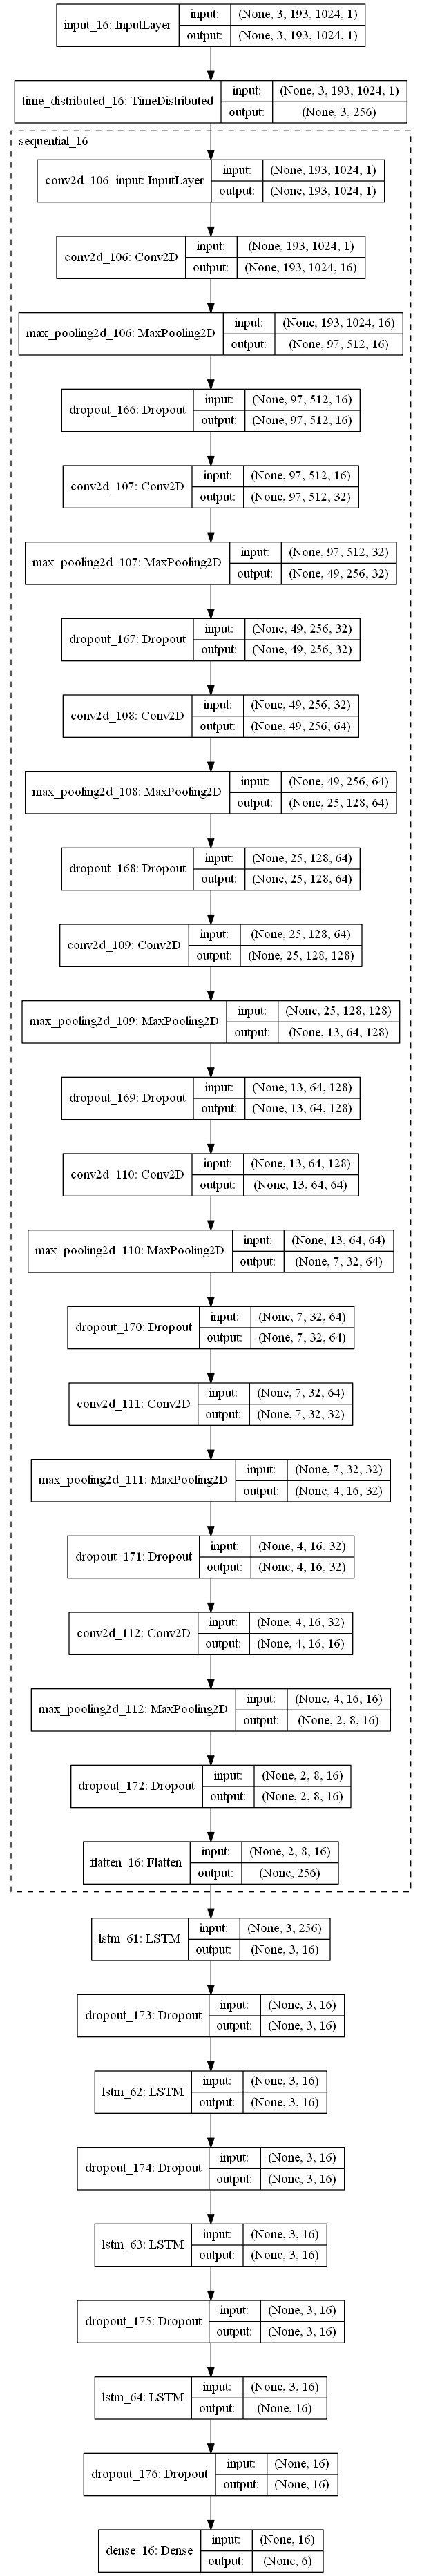 input_16: InputLayer
input: (None, 3, 193, 1024, 1)
output: (None, 3, 193, 1024, 1)
time_distributed_16: TimeDistributed
input: (None, 3, 193, 1024, 1)
output: (None, 3, 256)
sequential_16
conv2d_106_input: InputLayer
input: (None, 193, 1024, 1)
output: (None, 193, 1024, 1)
conv2d_106: Conv2D
input: (None, 193, 1024, 1)
output: (None, 193, 1024, 16)
max_pooling2d_106: MaxPooling2D
input: (None, 193, 1024, 16)
output: (None, 97, 512, 16)
dropout_166: Dropout
input: (None, 97, 512, 16)
output: (None, 97, 512, 16)
conv2d_107: Conv2D
input: (None, 97, 512, 16)
output: (None, 97, 512, 32)
max_pooling2d_107: MaxPooling2D
input: (None, 97, 512, 32)
output: (None, 49, 256, 32)
dropout_167: Dropout
input: (None, 49, 256, 32)
output: (None, 49, 256, 32)
conv2d_108: Conv2D
input: (None, 49, 256, 32)
output: (None, 49, 256, 64)
max_pooling2d_108: MaxPooling2D
input: (None, 49, 256, 64)
output: (None, 25, 128, 64)
dropout_168: Dropout
input: (None, 25, 128, 64)
output: (None, 25, 128, 64)
conv2d_109: Conv2D
input: (None, 25, 128, 64)
output: (None, 25, 128, 128)
max_pooling2d_109: MaxPooling2D
input: (None, 25, 128, 128)
output: (None, 13, 64, 128)
dropout_169: Dropout
input: (None, 13, 64, 128)
output: (None, 13, 64, 128)
conv2d_110: Conv2D
input: (None, 13, 64, 128)
output: (None, 13, 64, 64)
max_pooling2d_110: MaxPooling2D
input: (None, 13, 64, 64)
output: (None, 7, 32, 64)
dropout_170: Dropout
input: (None, 7, 32, 64)
output: (None, 7, 32, 64)
conv2d_111: Conv2D
input: (None, 7, 32, 64)
output: (None, 7, 32, 32)
max_pooling2d_111: MaxPooling2D
input: (None, 7, 32, 32)
output: (None, 4, 16, 32)
dropout_171: Dropout
input: (None, 4, 16, 32)
output: (None, 4, 16, 32)
conv2d_112: Conv2D
input: (None, 4, 16, 32)
output: (None, 4, 16, 16)
max_pooling2d_112: MaxPooling2D
input: (None, 4, 16, 16)
output: (None, 2, 8, 16)
dropout_172: Dropout
input: (None, 2, 8, 16)
output: (None, 2, 8, 16)
flatten_16: Flatten
input: (None, 2, 8, 16)
output: (None, 256)
lstm_61: LSTM
input: (None, 3, 256)
output: (None, 3, 16)
dropout_173: Dropout
input: (None, 3, 16)
output: (None, 3, 16)
lstm_62: LSTM
input: (None, 3, 16)
output: (None, 3, 16)
dropout_174: Dropout
input: (None, 3, 16)
output: (None, 3, 16)
lstm_63: LSTM
input: (None, 3, 16)
output: (None, 3, 16)
dropout_175: Dropout
input: (None, 3, 16)
output: (None, 3, 16)
lstm_64: LSTM
input: (None, 3, 16)
output: (None, 16)
dropout_176: Dropout
input: (None, 16)
output: (None, 16)
dense_16: Dense
input: (None, 16)
output: (None, 6)